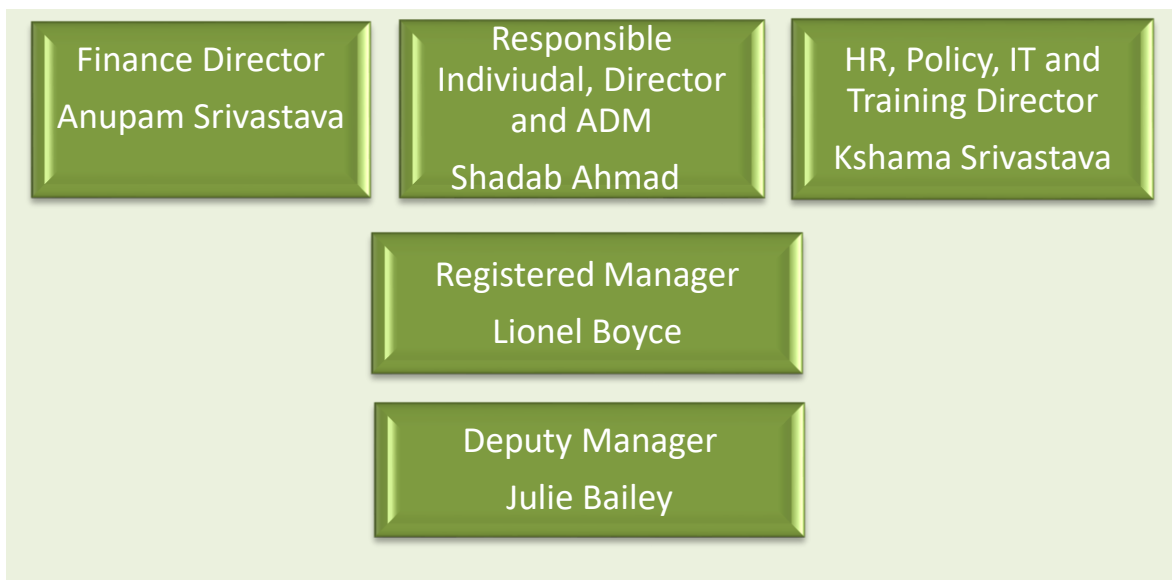 Finance Director
Anupam Srivastava
Responsible
Indiviudal, Director
and ADM
Shadab Ahmad
HR, Policy, IT and
Training Director
Kshama Srivastava
Registered Manager
Lionel Boyce
Deputy Manager
Julie Bailey